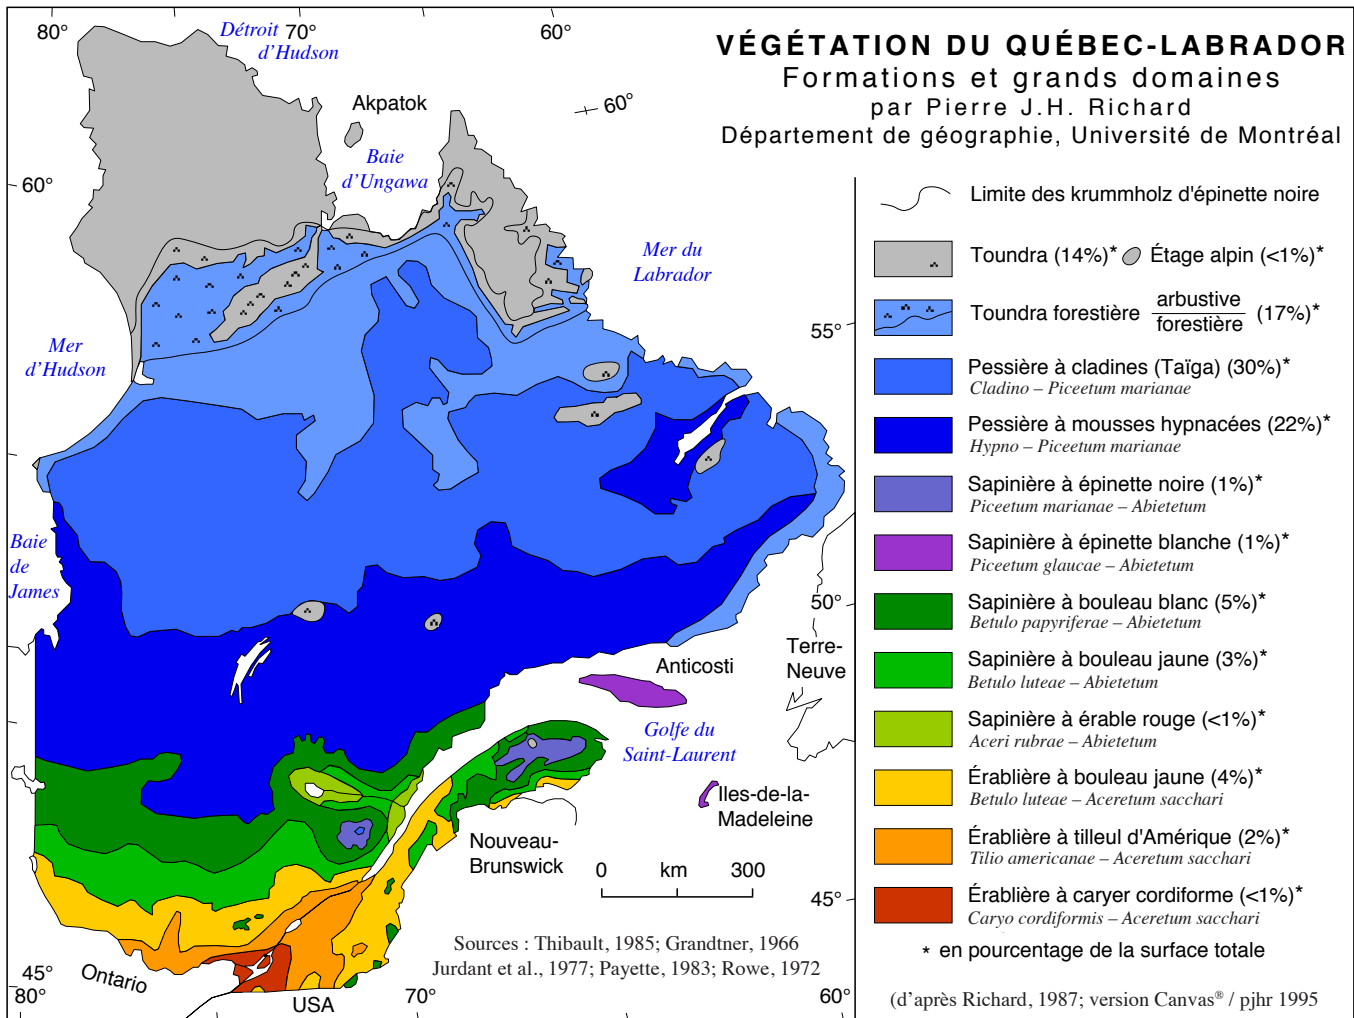 VÉGÉTATION DU QUÉBEC-LABRADOR
Formations et grands domaines
par Pierre J.H. Richard
Département de géographie, Université de Montréal
80°
70°
60°
Détroit
d'Hudson
Akpatok
60°
Baie
d'Ungawa
60°
Mer du
Labrador
Mer
d'Hudson
55°
Baie
de
James
50°
Terre-
Neuve
Anticosti
Golfe du
Saint-Laurent
Iles-de-la-
Madeleine
Nouveau-
Brunswick
0 km 300
45°
Sources : Thibault, 1985; Grandtner, 1966
Jurdant et al., 1977; Payette, 1983; Rowe, 1972
45°
Ontario
80°
USA
70°
60°
Limite des krummholz d'épinette noire
Toundra (14%)* Étage alpin (<1%)*
Toundra forestière arbustive (17%)*
forestière
Pessière à cladines (Taïga) (30%)*
Cladino – Piceetum marianae
Pessière à mousses hypnacées (22%)*
Hypno – Piceetum marianae
Sapinière à épinette noire (1%)*
Piceetum marianae – Abietetum
Sapinière à épinette blanche (1%)*
Piceetum glaucae – Abietetum
Sapinière à bouleau blanc (5%)*
Betulo papyriferae – Abietetum
Sapinière à bouleau jaune (3%)*
Betulo luteae – Abietetum
Sapinière à érable rouge (<1%)*
Aceri rubrae – Abietetum
Érablière à bouleau jaune (4%)*
Betulo luteae – Aceretum sacchari
Érablière à tilleul d'Amérique (2%)*
Tilio americanae – Aceretum sacchari
Érablière à caryer cordiforme (<1%)*
Caryo cordiformis – Aceretum sacchari
* en pourcentage de la surface totale
(d'après Richard, 1987; version Canvas® / pjhr 1995